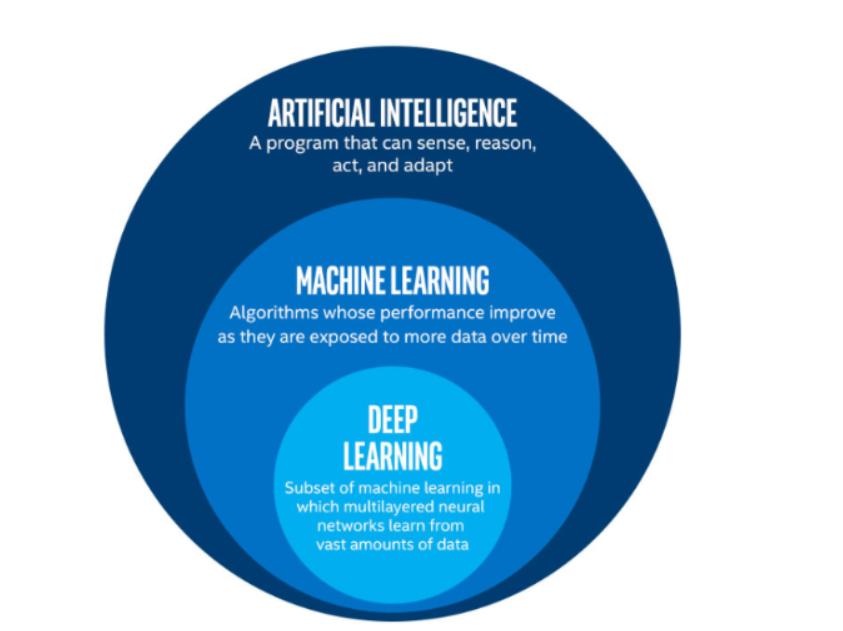 ARTIFICIAL INTELLIGENCE
A program that can sense, reason,
act, and adapt
MACHINE LEARNING
Algorithms whose performance improve
as they are exposed to more data over time
DEEP
LEARNING
Subset of machine learning in
which multilayered neural
networks learn from
vast amounts of data